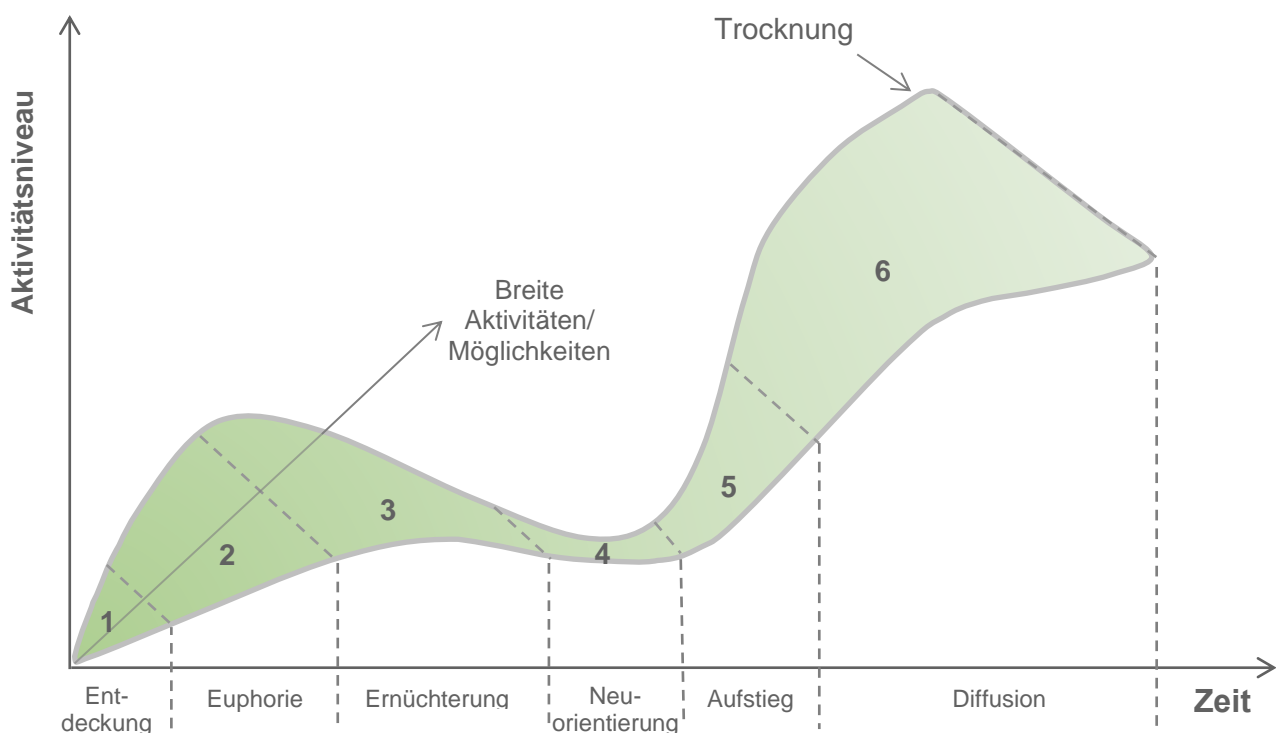 Trocknung
Aktivitätsniveau
Breite
Aktivitäten/
Möglichkeiten
6
5
3
4
2
1
Ent-
deckung
Euphorie
Ernüchterung
Neu-
orientierung
Aufstieg
Diffusion
Zeit